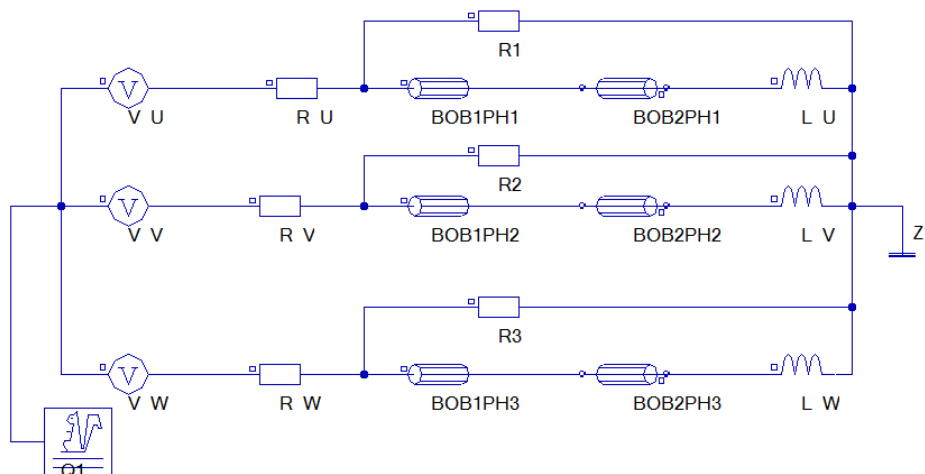 R1
V U
R U
BOB1PH1
BOB2PH1
L U
R2
V V
R V
BOB1PH2
BOB2PH2
L V
Z
R3
V W
R W
BOB1PH3
BOB2PH3
L W
V
V
V